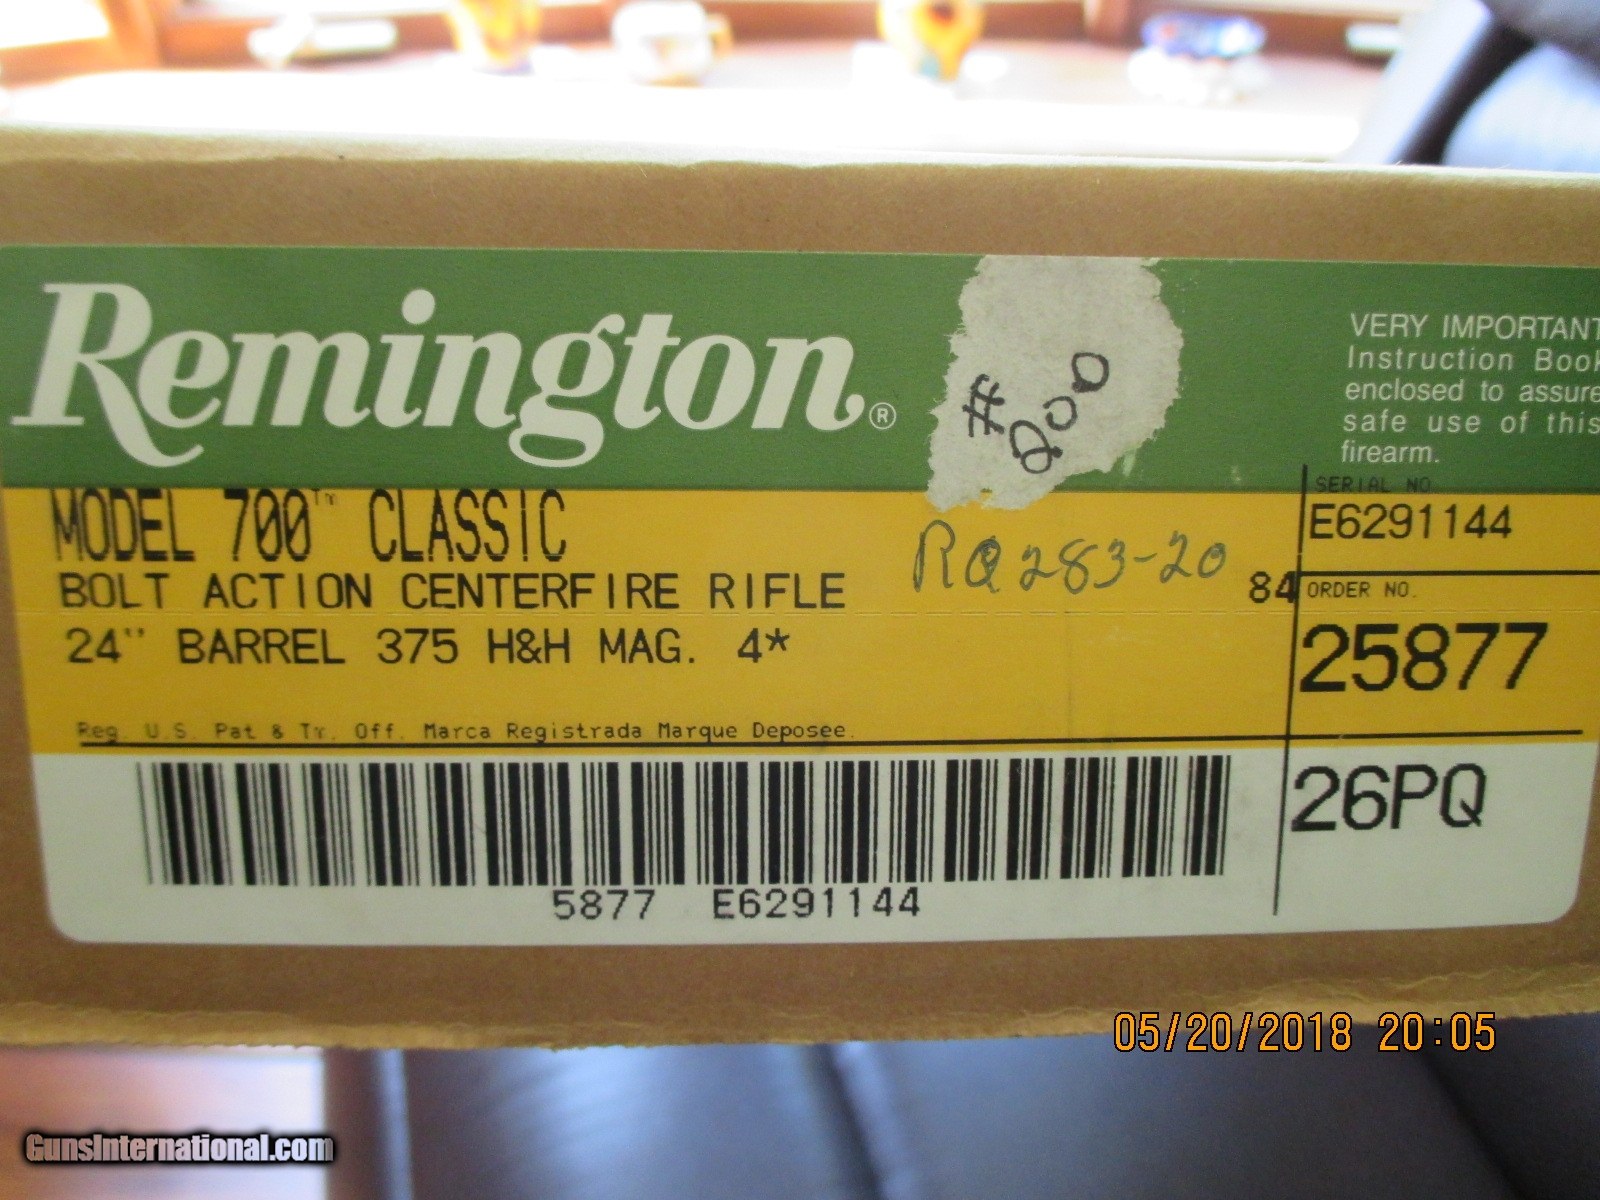 Remington®
# 200
VERY IMPORTANT
Instruction Book
enclosed to assure
safe use of this
firearm.
MODEL 700™ CLASSIC
BOLT ACTION CENTERFIRE RIFLE
24" BARREL 375 H&H MAG. 4*
RQ283-20
84
SERIAL NO
E6291144
ORDER NO.
25877
Reg. U.S. Pat & Tm. Off. Marca Registrada Marque Deposee.
26PQ
5877 E6291144
05/20/2018 20:05
GunsInternational.com